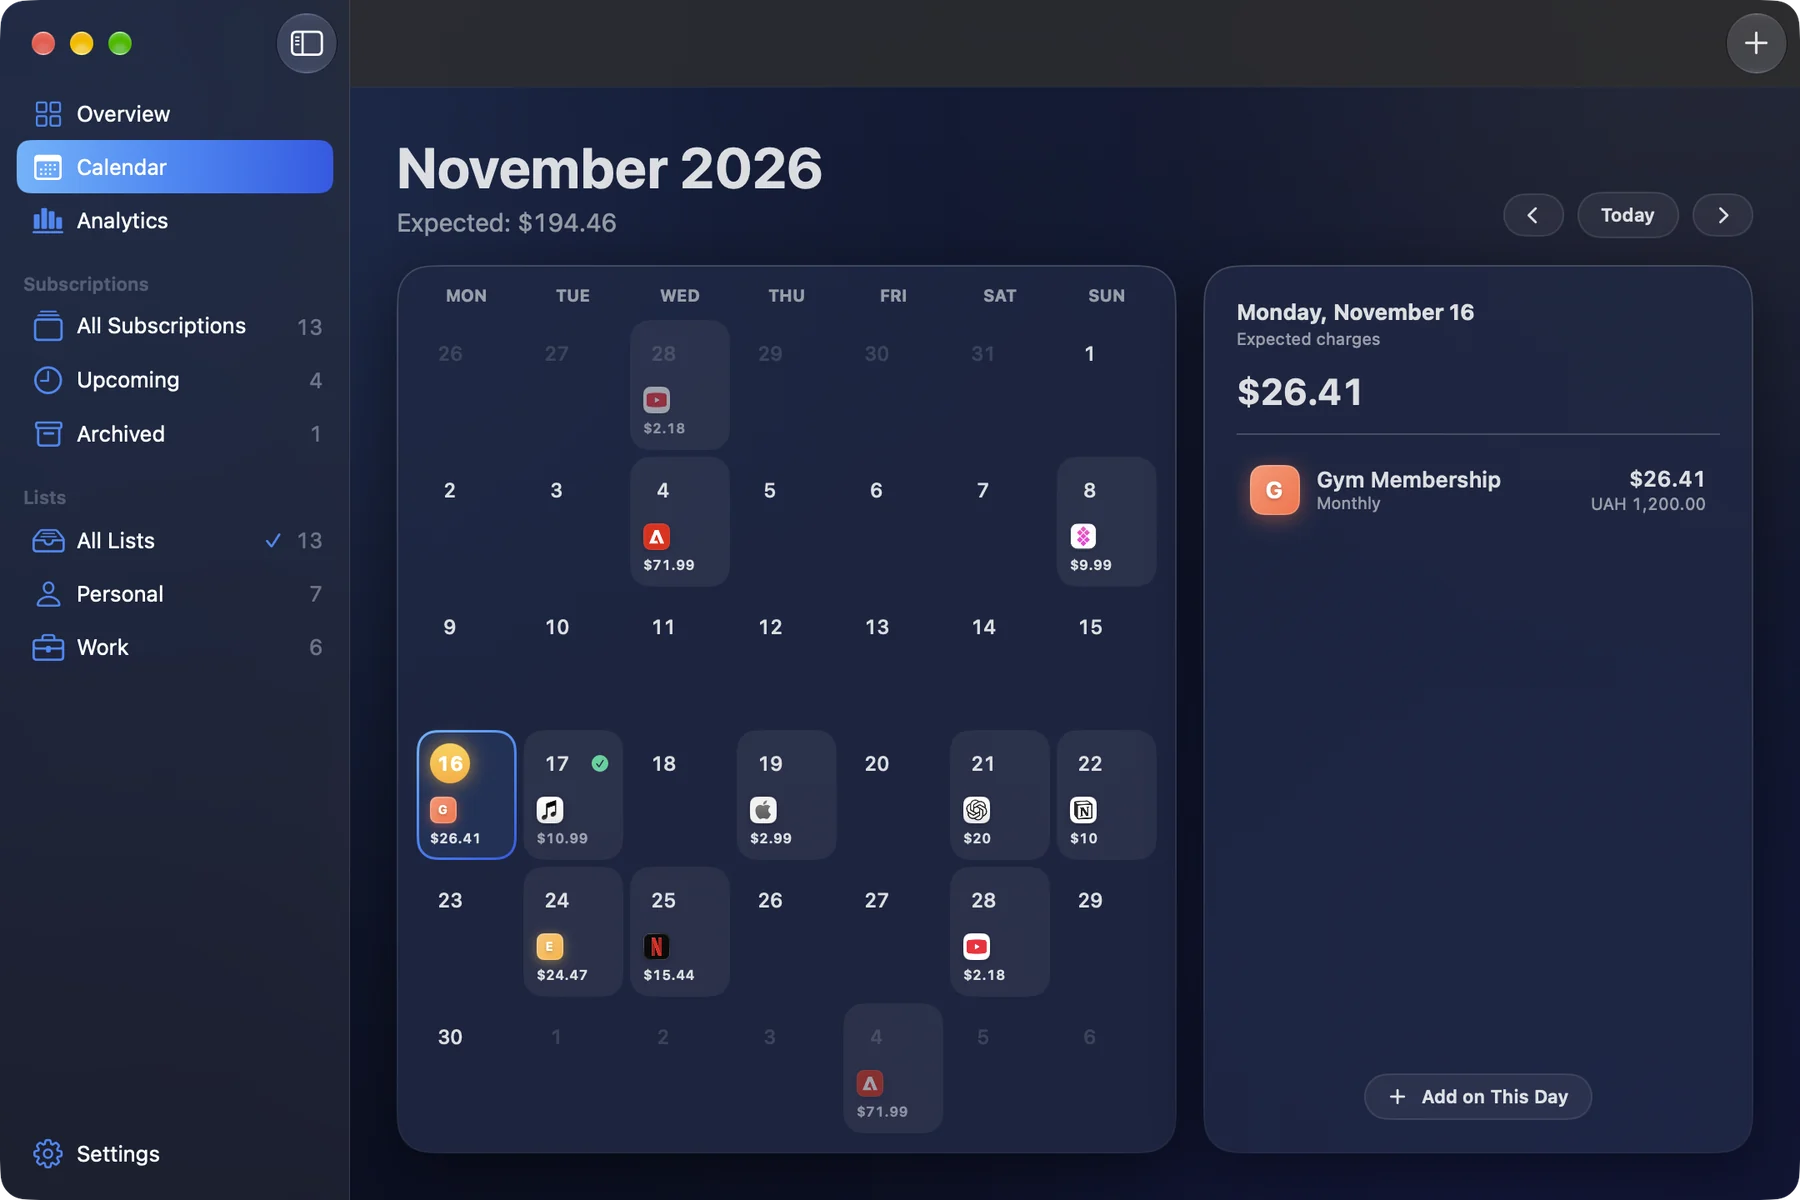 Overview
Calendar
Analytics
Subscriptions
All Subscriptions 13
Upcoming 4
Archived 1
Lists
All Lists 13
Personal 7
Work 6
Settings
November 2026
Expected: $194.46
Today
MON TUE WED THU FRI SAT SUN
26 27 28 29 30 31 1
$2.18
2 3 4 5 6 7 8
$71.99 $9.99
9 10 11 12 13 14 15
16 17 18 19 20 21 22
G N
$26.41 $10.99 $2.99 $20 $10
23 24 25 26 27 28 29
E N
$24.47 $15.44 $2.18
30 1 2 3 4 5 6
$71.99
Monday, November 16
Expected charges
$26.41
G Gym Membership $26.41
Monthly UAH 1,200.00
Add on This Day